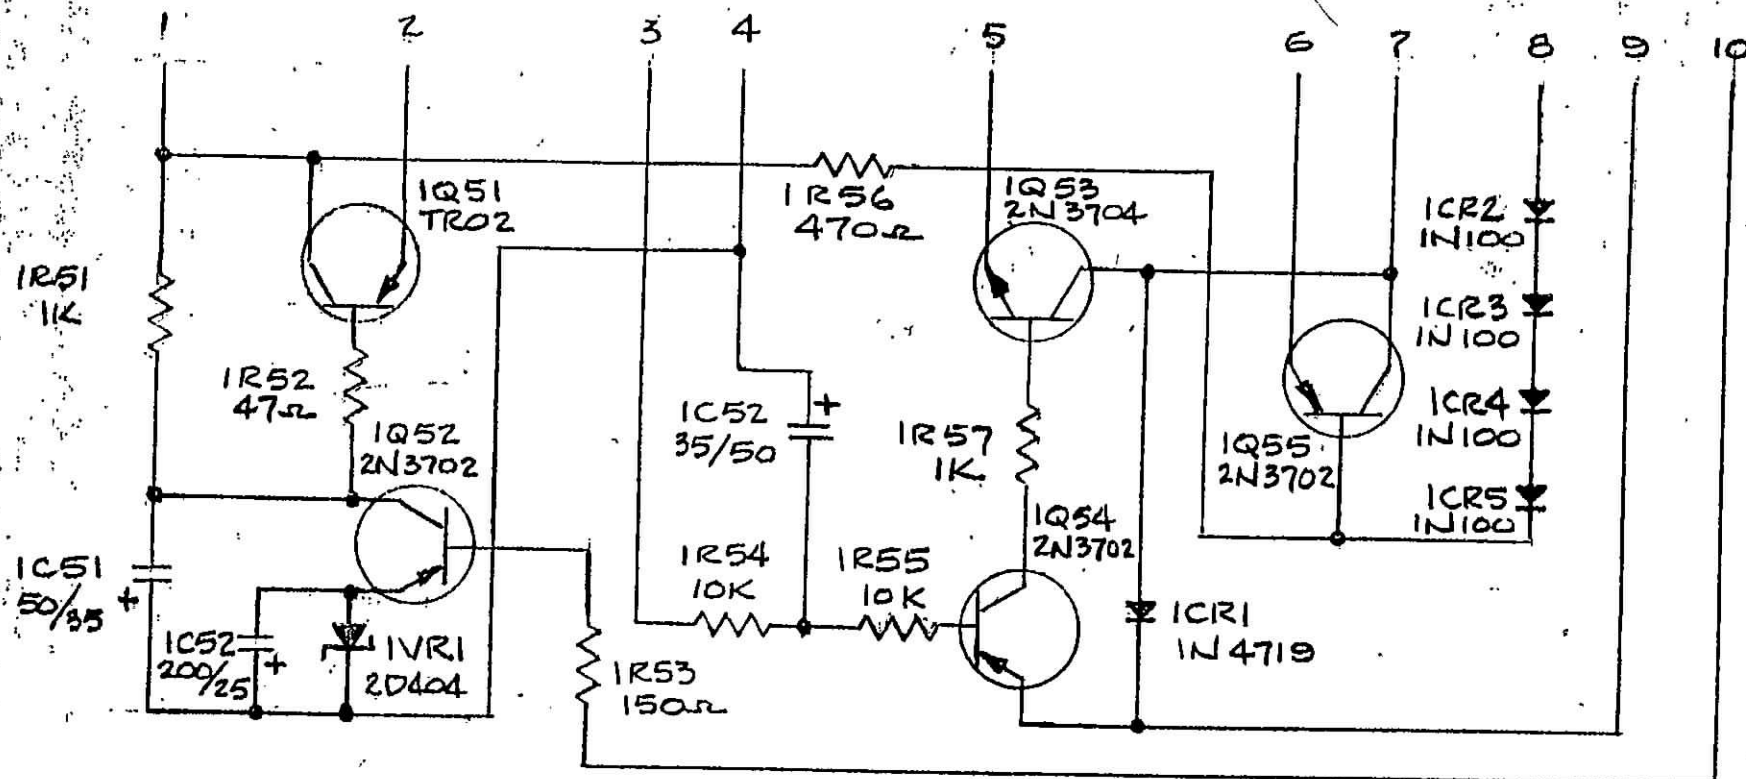 1 2 3 4 5 6 7 8 9 10
1R51
1K
1Q51
TR02
1R56
470Ω
1Q53
2N3704
1CR2
1N100
1CR3
1N100
1R52
47Ω
1Q52
2N3702
1C52
35/50
1R57
1K
1Q55
2N3702
1CR4
1N100
1CR5
1N100
1Q54
2N3702
1C51
50/35
+
1C52
200/25
+
1VR1
2D404
1R54
10K
1R55
10K
+
1R53
150Ω
1CR1
1N4719